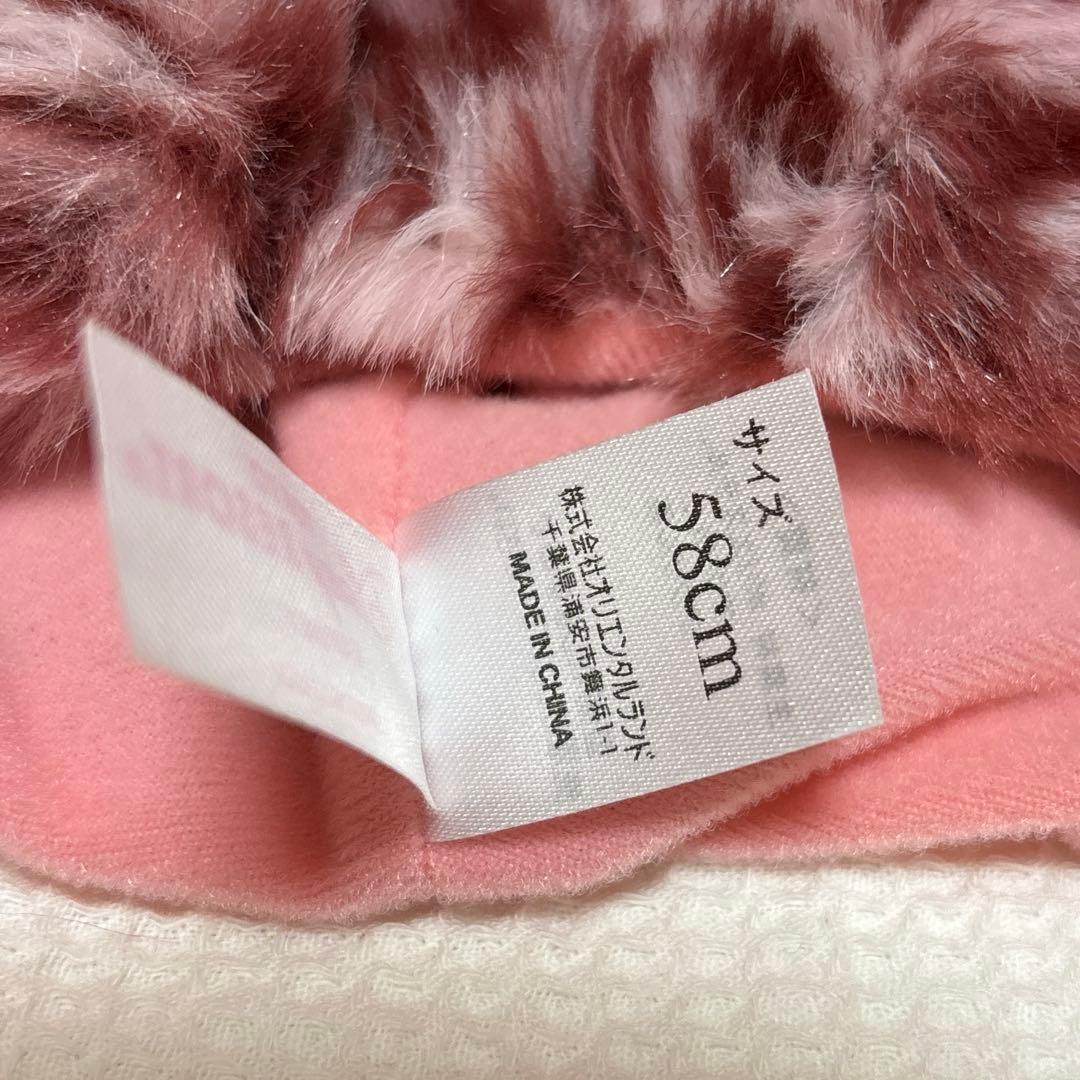 サイズ
58cm
株式会社オリエンタルランド
千葉県浦安市舞浜1-1
MADE IN CHINA